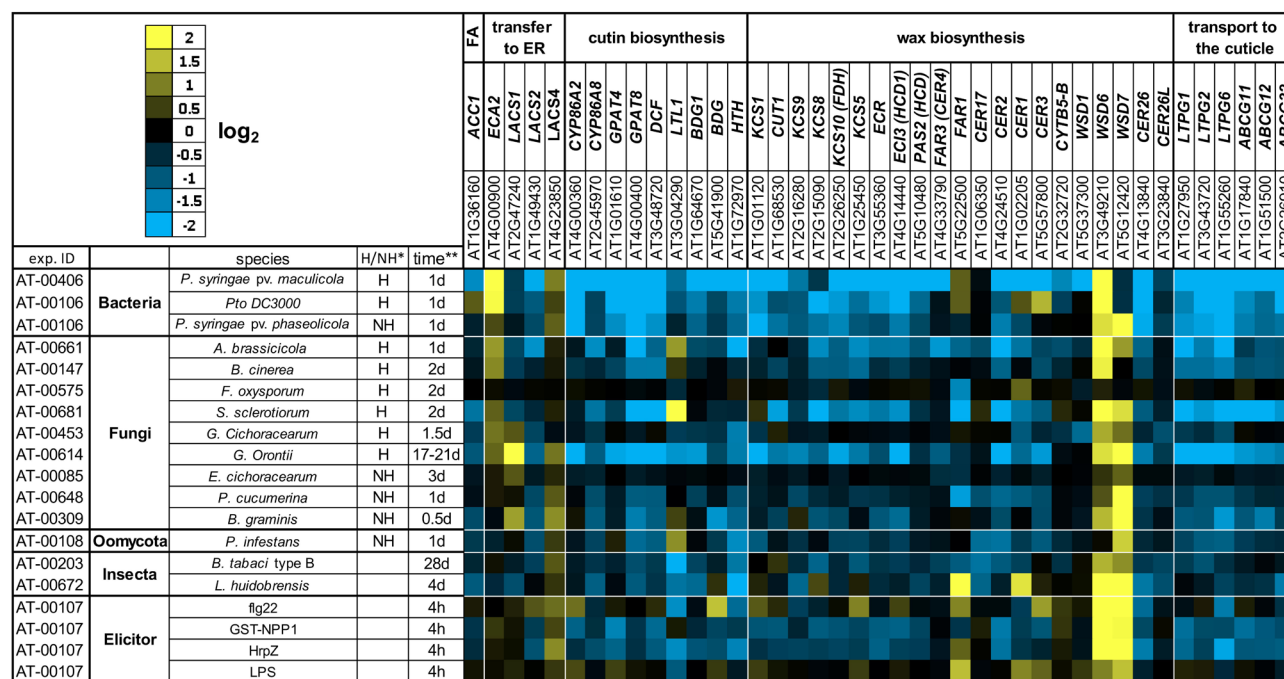 FA
transfer
to ER
cutin biosynthesis
wax biosynthesis
transport to
the cuticle
2
1.5
1
0.5
0
-0.5
-1
-1.5
-2
log2
ACC1
ECA2
LACS1
LACS2
LACS4
CYP86A2
CYP86A8
GPAT4
GPAT8
DCF
LTL1
BDG1
BDG
HTH
KCS1
CUT1
KCS9
KCS8
KCS10 (FDH)
KCS5
ECR
ECI3 (HCD1)
PAS2 (HCD)
FAR3 (CER4)
FAR1
CER17
CER2
CER1
CER3
CYTB5-B
WSD1
WSD6
WSD7
CER26
CER26L
LTPG1
LTPG2
LTPG6
ABCG11
ABCG12
AT1G36160
AT4G00900
AT2G47240
AT1G49430
AT4G23850
AT4G00360
AT2G45970
AT1G01610
AT4G00400
AT3G48720
AT3G04290
AT1G64670
AT5G41900
AT1G72970
AT1G01120
AT1G68530
AT2G16280
AT2G15090
AT2G26250
AT1G25450
AT3G55360
AT4G14440
AT5G10480
AT4G33790
AT5G22500
AT1G06350
AT4G24510
AT1G02205
AT5G57800
AT2G32720
AT5G37300
AT3G49210
AT5G12420
AT4G13840
AT3G23840
AT1G27950
AT3G43720
AT1G55260
AT1G17840
AT1G51500
exp. ID species H/NH* time**
AT-00406 P. syringae pv. maculicola H 1d
AT-00106 Bacteria Pto DC3000 H 1d
AT-00106 P. syringae pv. phaseolicola NH 1d
AT-00661 A. brassicicola H 1d
AT-00147 B. cinerea H 2d
AT-00575 F. oxysporum H 2d
AT-00681 S. sclerotiorum H 2d
AT-00453 Fungi G. Cichoracearum H 1.5d
AT-00614 G. Orontii H 17-21d
AT-00085 E. cichoracearum NH 3d
AT-00648 P. cucumerina NH 1d
AT-00309 B. graminis NH 0.5d
AT-00108 Oomycota P. infestans NH 1d
AT-00203 Insecta B. tabaci type B 28d
AT-00672 L. huidobrensis 4d
AT-00107 flg22 4h
AT-00107 Elicitor GST-NPP1 4h
AT-00107 HrpZ 4h
AT-00107 LPS 4h